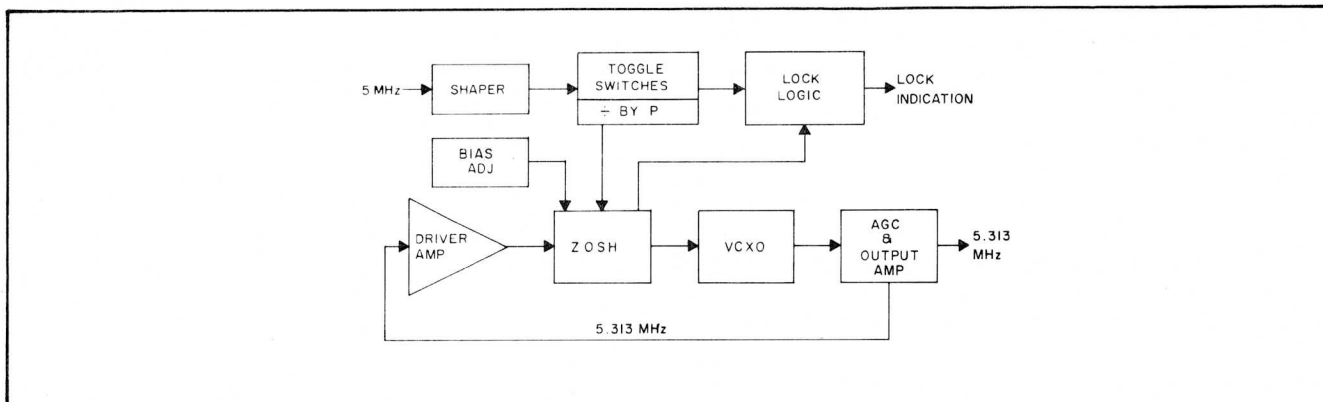 5 MHz
SHAPER
TOGGLE
SWITCHES
÷ BY P
LOCK
LOGIC
LOCK
INDICATION
BIAS
ADJ
DRIVER
AMP
ZOSH
VCXO
AGC
&
OUTPUT
AMP
5.313
MHz
5.313 MHz